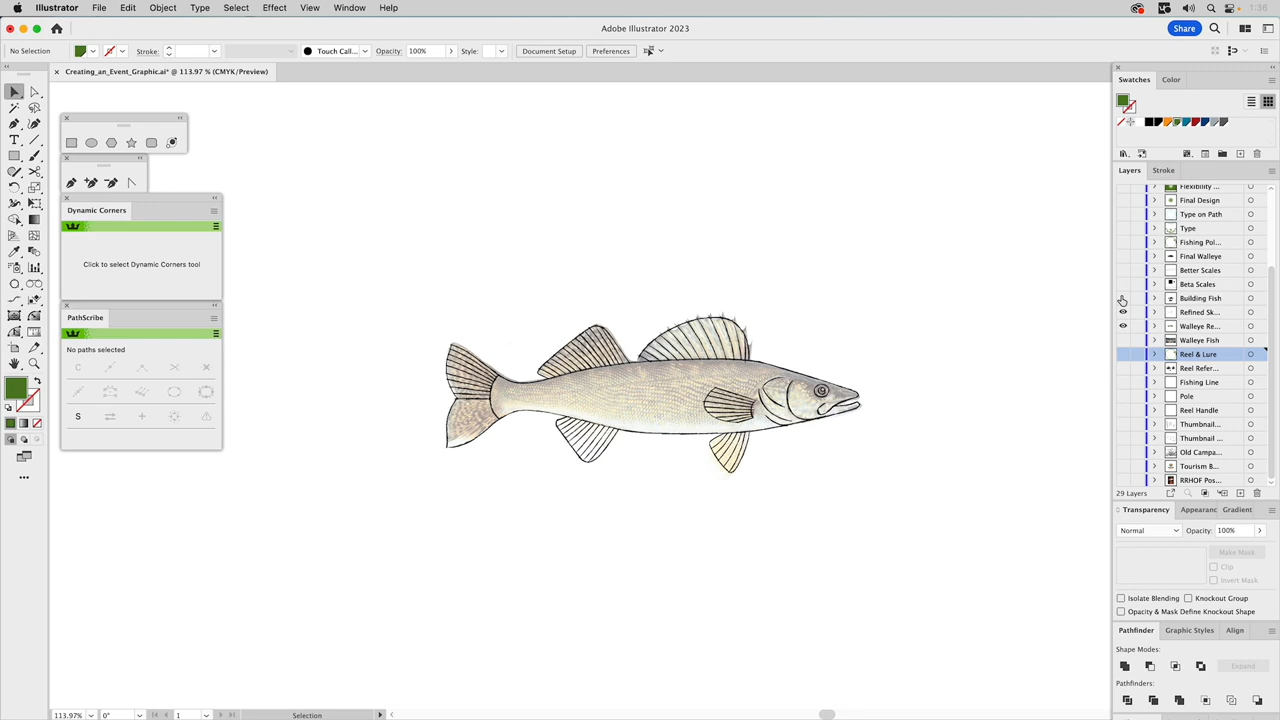 Illustrator File Edit Object Type Select Effect View Window Help 1:36
Adobe Illustrator 2023
Share
No Selection Stroke: Touch Call... Opacity: 100% Style: Document Setup Preferences
× Creating_an_Event_Graphic.ai* @ 113.97 % (CMYK/Preview)
Swatches Color
Layers Stroke
Flexibility ...
Final Design
Type on Path
Type
Fishing Pol...
Final Walleye
Better Scales
Beta Scales
Building Fish
Refined Sk...
Walleye Re...
Walleye Fish
Reel & Lure
Reel Refer...
Fishing Line
Pole
Reel Handle
Thumbnail...
Thumbnail ...
Old Campa...
Tourism B...
RRHOF Pos...
29 Layers
Transparency Appearanc Gradient
Normal Opacity: 100%
Make Mask
Clip
Invert Mask
Isolate Blending Knockout Group
Opacity & Mask Define Knockout Shape
Pathfinder Graphic Styles Align
Shape Modes:
Expand
Pathfinders:
Dynamic Corners
Click to select Dynamic Corners tool
PathScribe
No paths selected
C
S
113.97% 0° 1 Selection